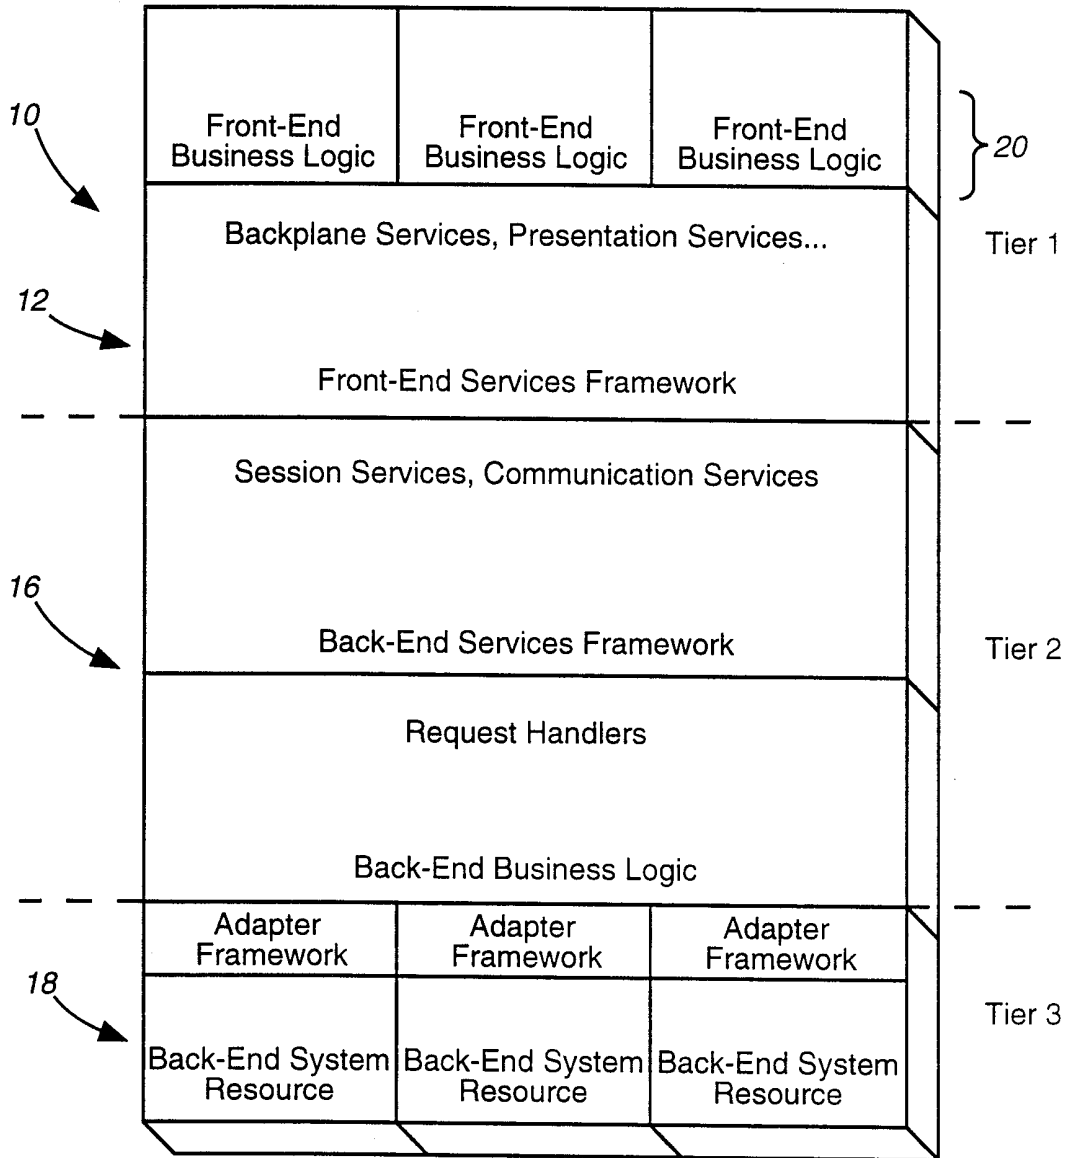 10
Front-End
Business Logic
Front-End
Business Logic
Front-End
Business Logic
20
Backplane Services, Presentation Services...
Tier 1
12
Front-End Services Framework
Session Services, Communication Services
16
Back-End Services Framework
Tier 2
Request Handlers
Back-End Business Logic
Adapter
Framework
Adapter
Framework
Adapter
Framework
18
Tier 3
Back-End System
Resource
Back-End System
Resource
Back-End System
Resource